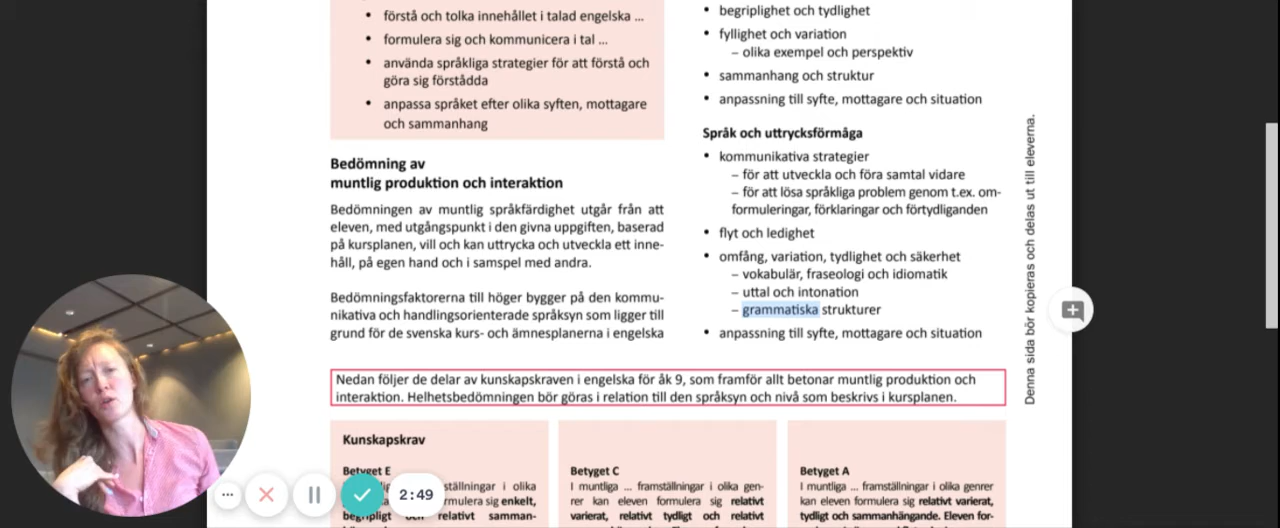 förstå och tolka innehållet i talad engelska ...
formulera sig och kommunicera i tal ...
använda språkliga strategier för att förstå och
göra sig förstådda
anpassa språket efter olika syften, mottagare
och sammanhang
Bedömning av
muntlig produktion och interaktion
Bedömningen av muntlig språkfärdighet utgår från att
eleven, med utgångspunkt i den givna uppgiften, baserad
på kursplanen, vill och kan uttrycka och utveckla ett inne-
håll, på egen hand och i samspel med andra.
Bedömningsfaktorerna till höger bygger på den kommu-
nikativa och handlingsorienterade språksyn som ligger till
grund för de svenska kurs- och ämnesplanerna i engelska
begriplighet och tydlighet
fyllighet och variation
– olika exempel och perspektiv
sammanhang och struktur
anpassning till syfte, mottagare och situation
Språk och uttrycksförmåga
kommunikativa strategier
– för att utveckla och föra samtal vidare
– för att lösa språkliga problem genom t.ex. om-
formuleringar, förklaringar och förtydliganden
flyt och ledighet
omfång, variation, tydlighet och säkerhet
– vokabulär, fraseologi och idiomatik
– uttal och intonation
– grammatiska strukturer
anpassning till syfte, mottagare och situation
Denna sida bör kopieras och delas ut till eleverna.
Nedan följer de delar av kunskapskraven i engelska för åk 9, som framför allt betonar muntlig produktion och
interaktion. Helhetsbedömningen bör göras i relation till den språksyn och nivå som beskrivs i kursplanen.
Kunskapskrav
Betyget E
ställningar i olika
rmulera sig enkelt,
begripligt relativt samman-
Betyget C
I muntliga ... framställningar i olika gen-
rer kan eleven formulera sig relativt
varierat, relativt tydligt och relativt
Betyget A
I muntliga ... framställningar i olika genrer
kan eleven formulera sig relativt varierat,
tydligt och sammanhängande. Eleven for-
2:49